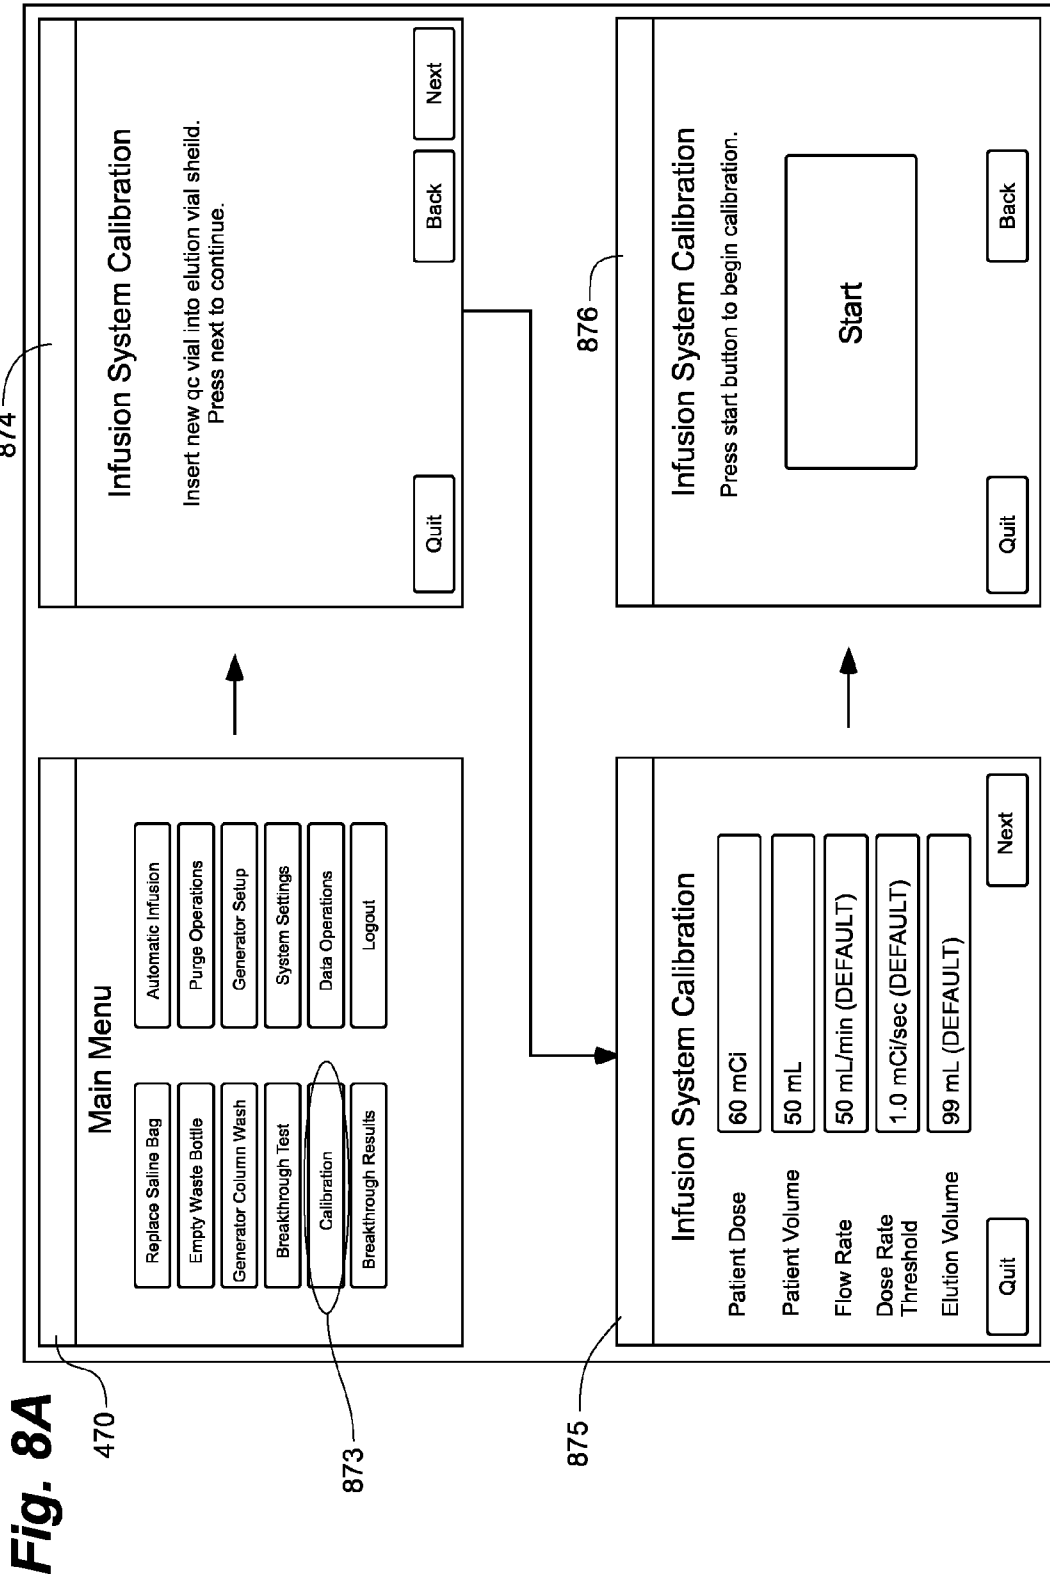 Fig. 8A
470
Main Menu
Replace Saline Bag
Automatic Infusion
Empty Waste Bottle
Purge Operations
Generator Column Wash
Generator Setup
Breakthrough Test
System Settings
Calibration
Data Operations
Breakthrough Results
Logout
873
874
Infusion System Calibration
Insert new qc vial into elution vial sheild.
Press next to continue.
Quit
Back
Next
875
Infusion System Calibration
Patient Dose
60 mCi
Patient Volume
50 mL
Flow Rate
50 mL/min (DEFAULT)
Dose Rate
Threshold
1.0 mCi/sec (DEFAULT)
Elution Volume
99 mL (DEFAULT)
Quit
Next
876
Infusion System Calibration
Press start button to begin calibration.
Start
Quit
Back